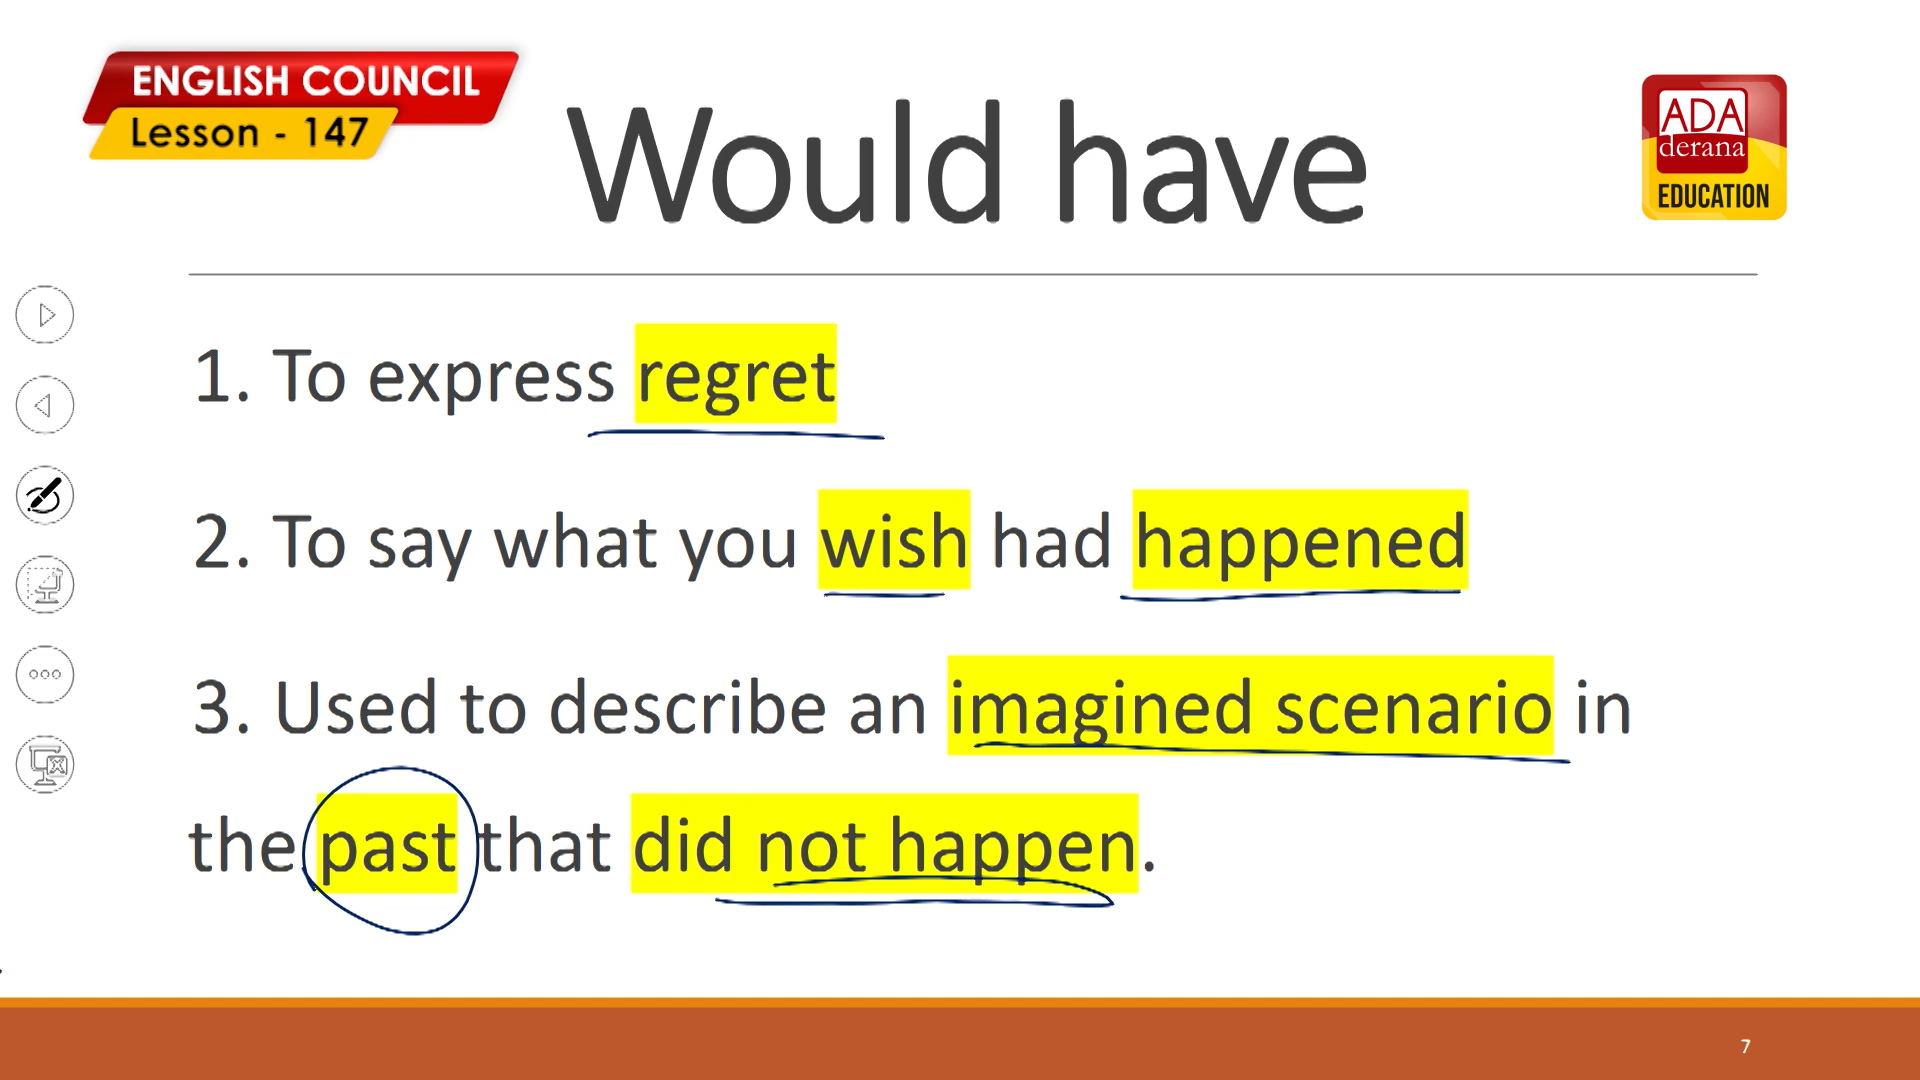 ENGLISH COUNCIL
Lesson - 147
Would have
ADA
derana
EDUCATION
1. To express regret
2. To say what you wish had happened
3. Used to describe an imagined scenario in
the past that did not happen.
7